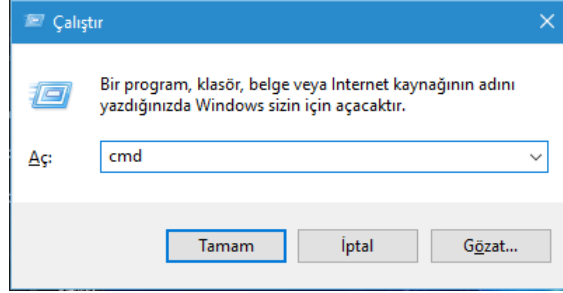 Çalıştır
Bir program, klasör, belge veya Internet kaynağının adını
yazdığınızda Windows sizin için açacaktır.
Aç:
cmd
Tamam
İptal
Gözat...